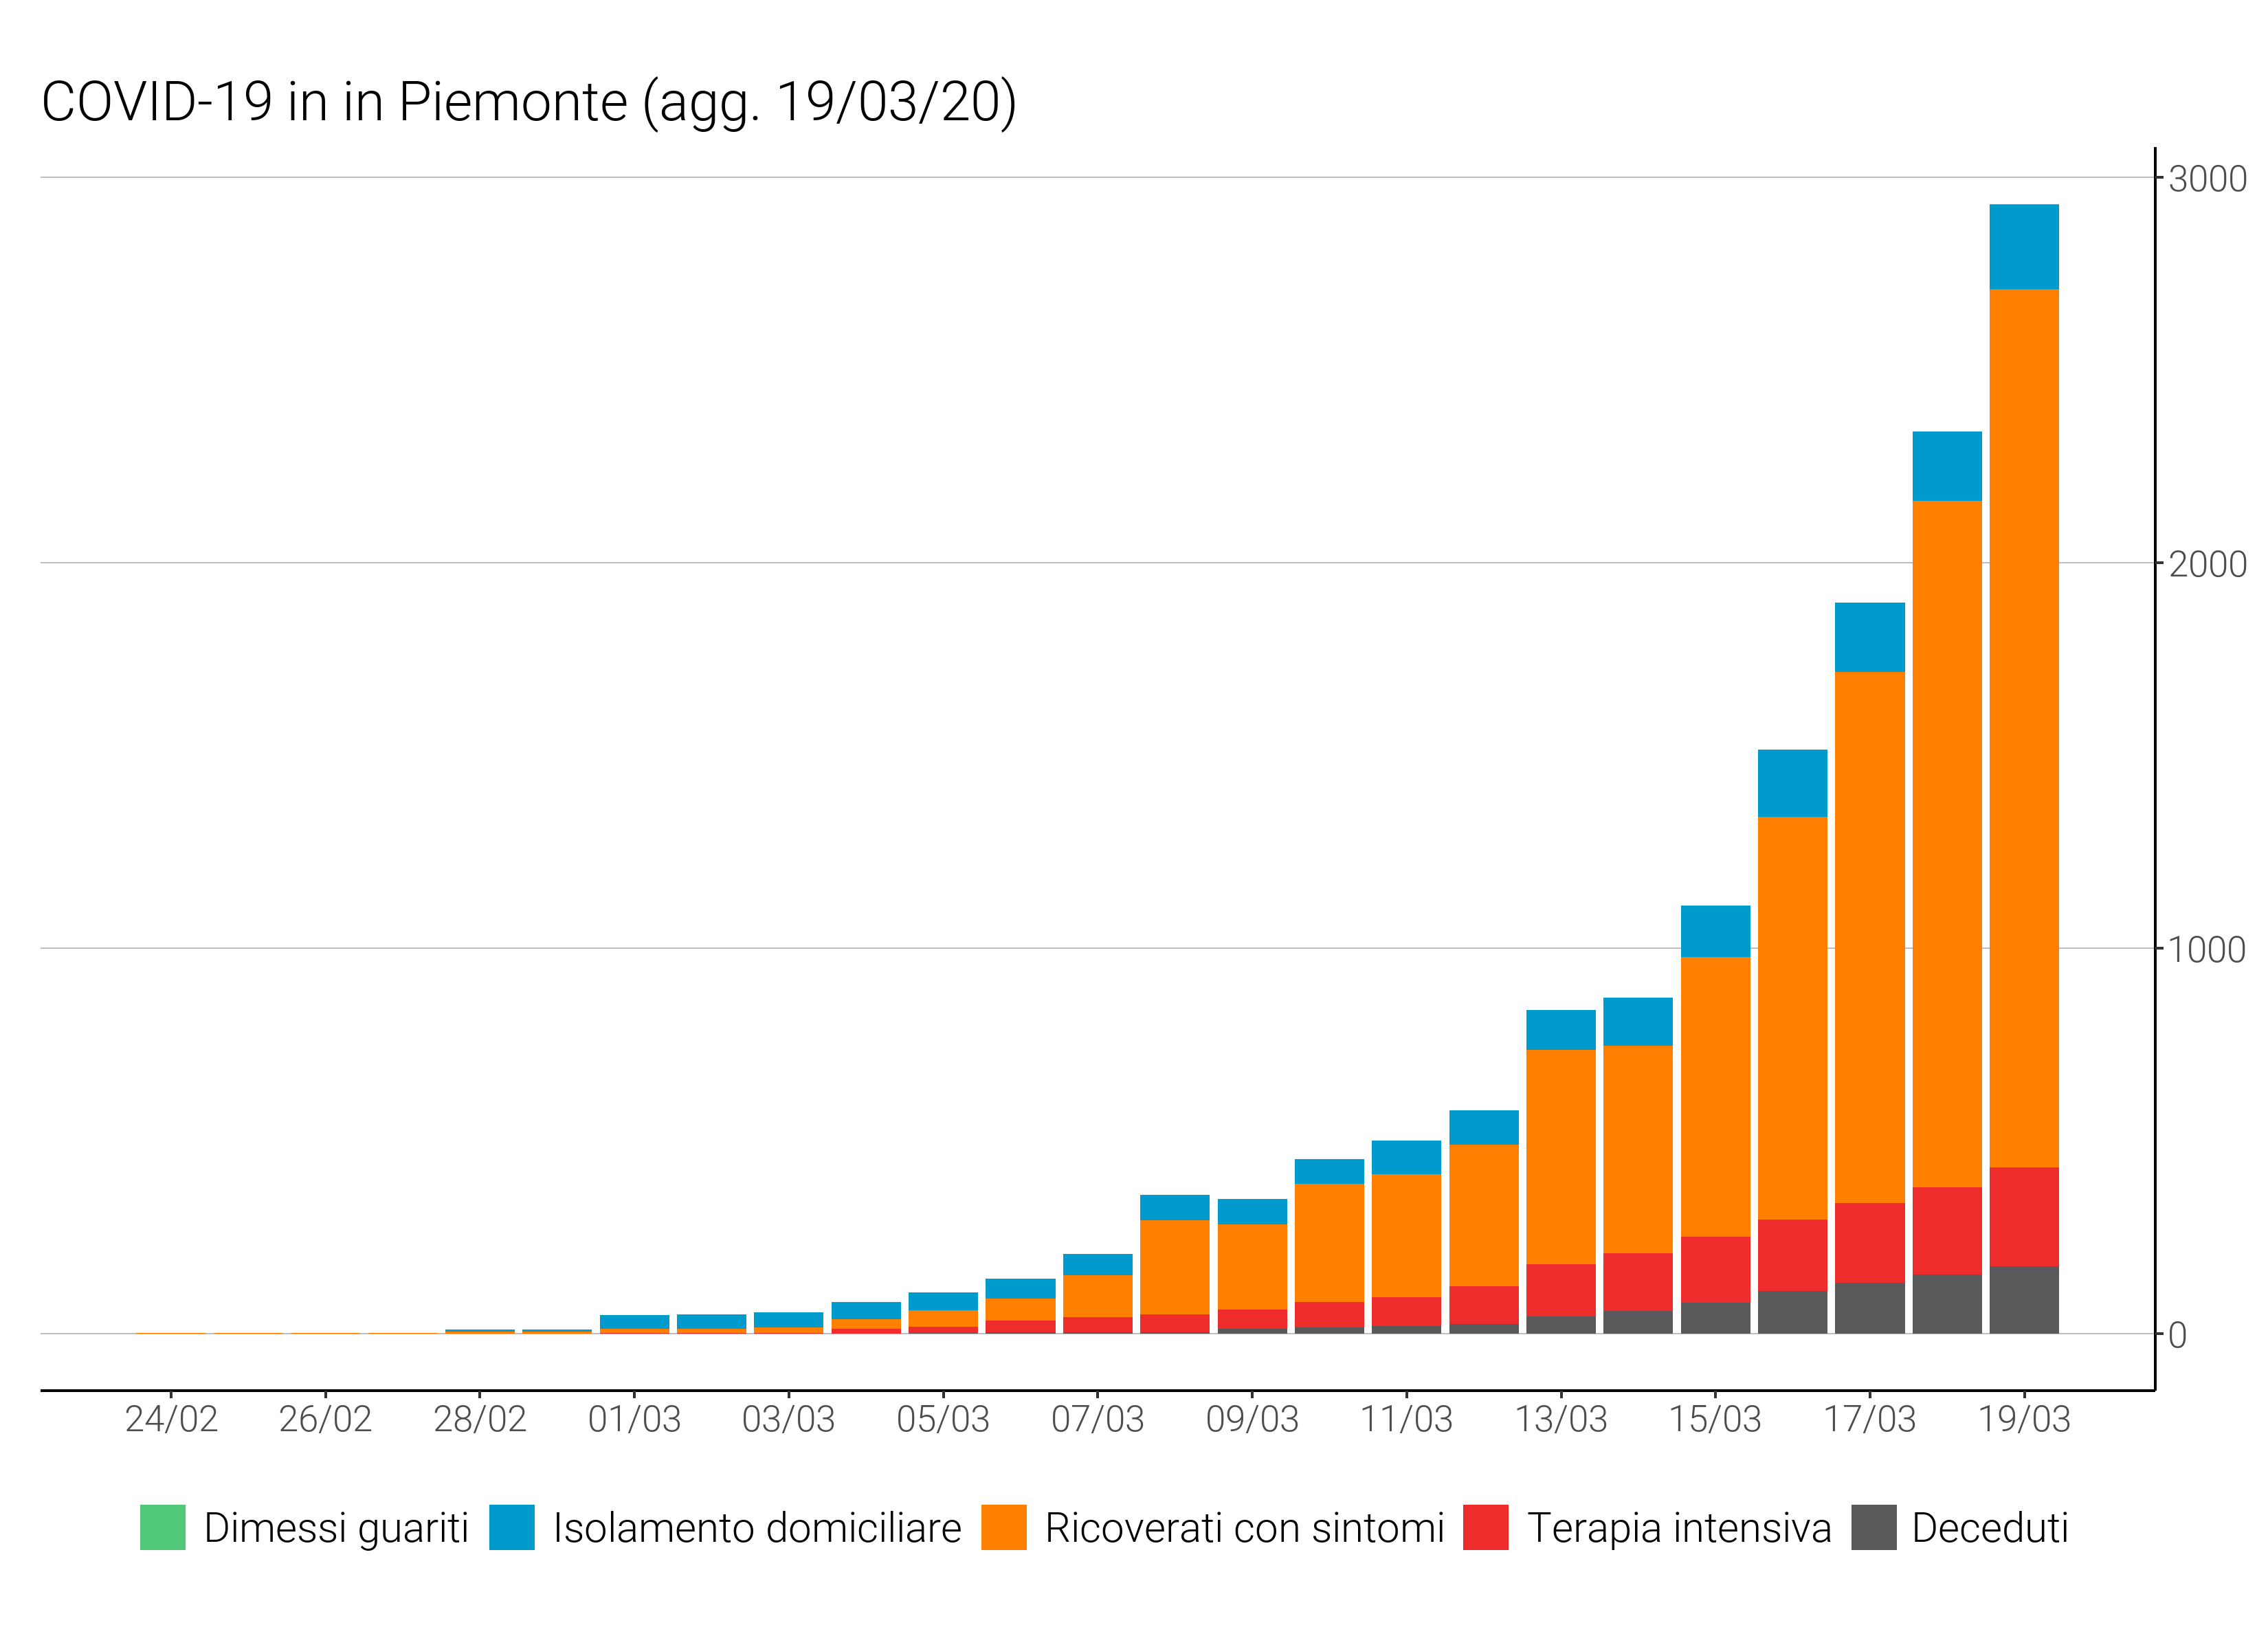 COVID-19 in in Piemonte (agg. 19/03/20)
3000
2000
1000
0
24/02 26/02 28/02 01/03 03/03 05/03 07/03 09/03 11/03 13/03 15/03 17/03 19/03
Dimessi guariti Isolamento domiciliare Ricoverati con sintomi Terapia intensiva Deceduti